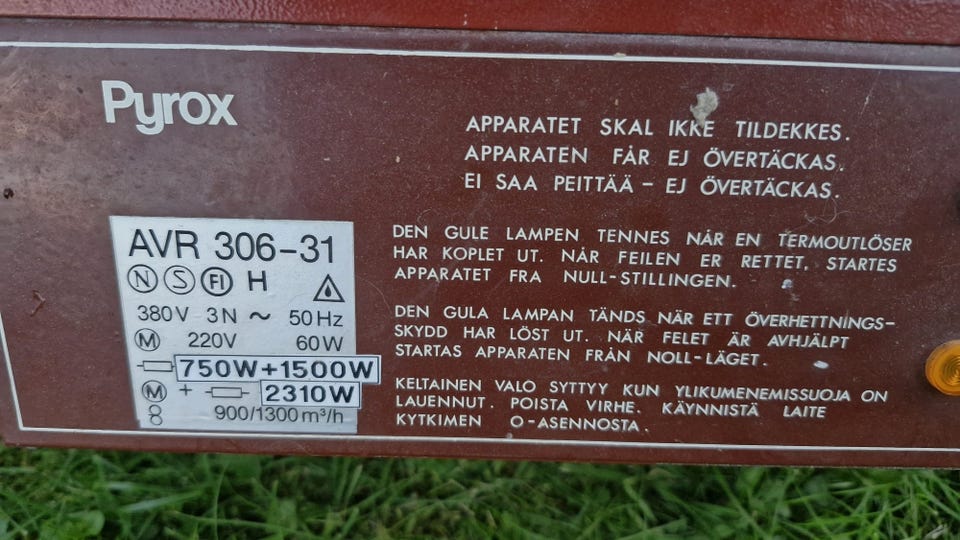 Pyrox
APPARATET SKAL IKKE TILDEKKES.
APPARATEN FÅR EJ ÖVERTÄCKAS.
EI SAA PEITTÄÄ – EJ ÖVERTÄCKAS.
AVR 306-31
N S FI H
380V 3N ~ 50Hz
M 220V 60W
750W+1500W
M + 2310W
900/1300 m³/h
DEN GULE LAMPEN TENNES NÅR EN TERMOUTLÖSER
HAR KOPLET UT. NÅR FEILEN ER RETTET, STARTES
APPARATET FRA NULL-STILLINGEN.
DEN GULA LAMPAN TÄNDS NÄR ETT ÖVERHETTNINGS-
SKYDD HAR LÖST UT. NÄR FELET ÄR AVHJÄLPT
STARTAS APPARATEN FRÅN NOLL-LÄGET.
KELTAINEN VALO SYTTYY KUN YLIKUMENEMISSUOJA ON
LAUENNUT. POISTA VIRHE. KÄYNNISTÄ LAITE
KYTKIMEN O-ASENNOSTA.